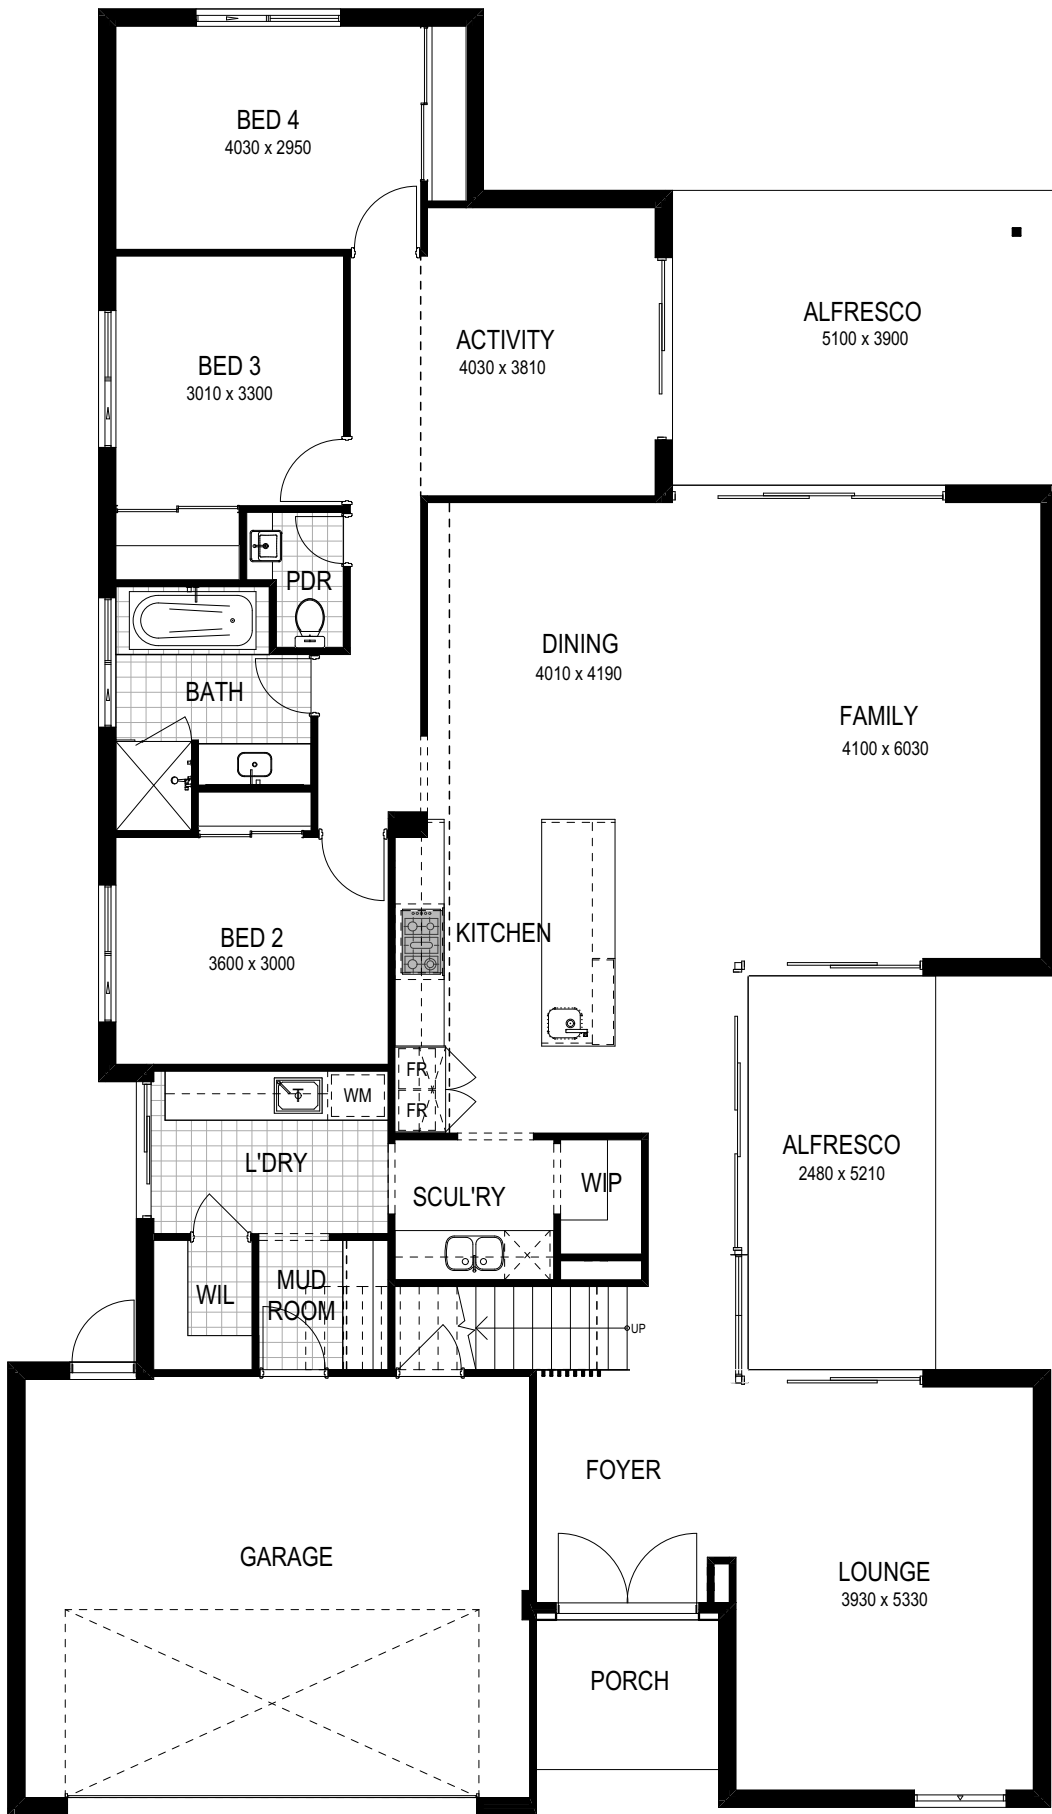 BED 4
4030 x 2950
ALFRESCO
5100 x 3900
ACTIVITY
4030 x 3810
BED 3
3010 x 3300
PDR
DINING
4010 x 4190
BATH
FAMILY
4100 x 6030
KITCHEN
BED 2
3600 x 3000
FR
FR
WM
L'DRY
SCUL'RY
WIP
ALFRESCO
2480 x 5210
WIL
MUD
ROOM
UP
FOYER
GARAGE
LOUNGE
3930 x 5330
PORCH